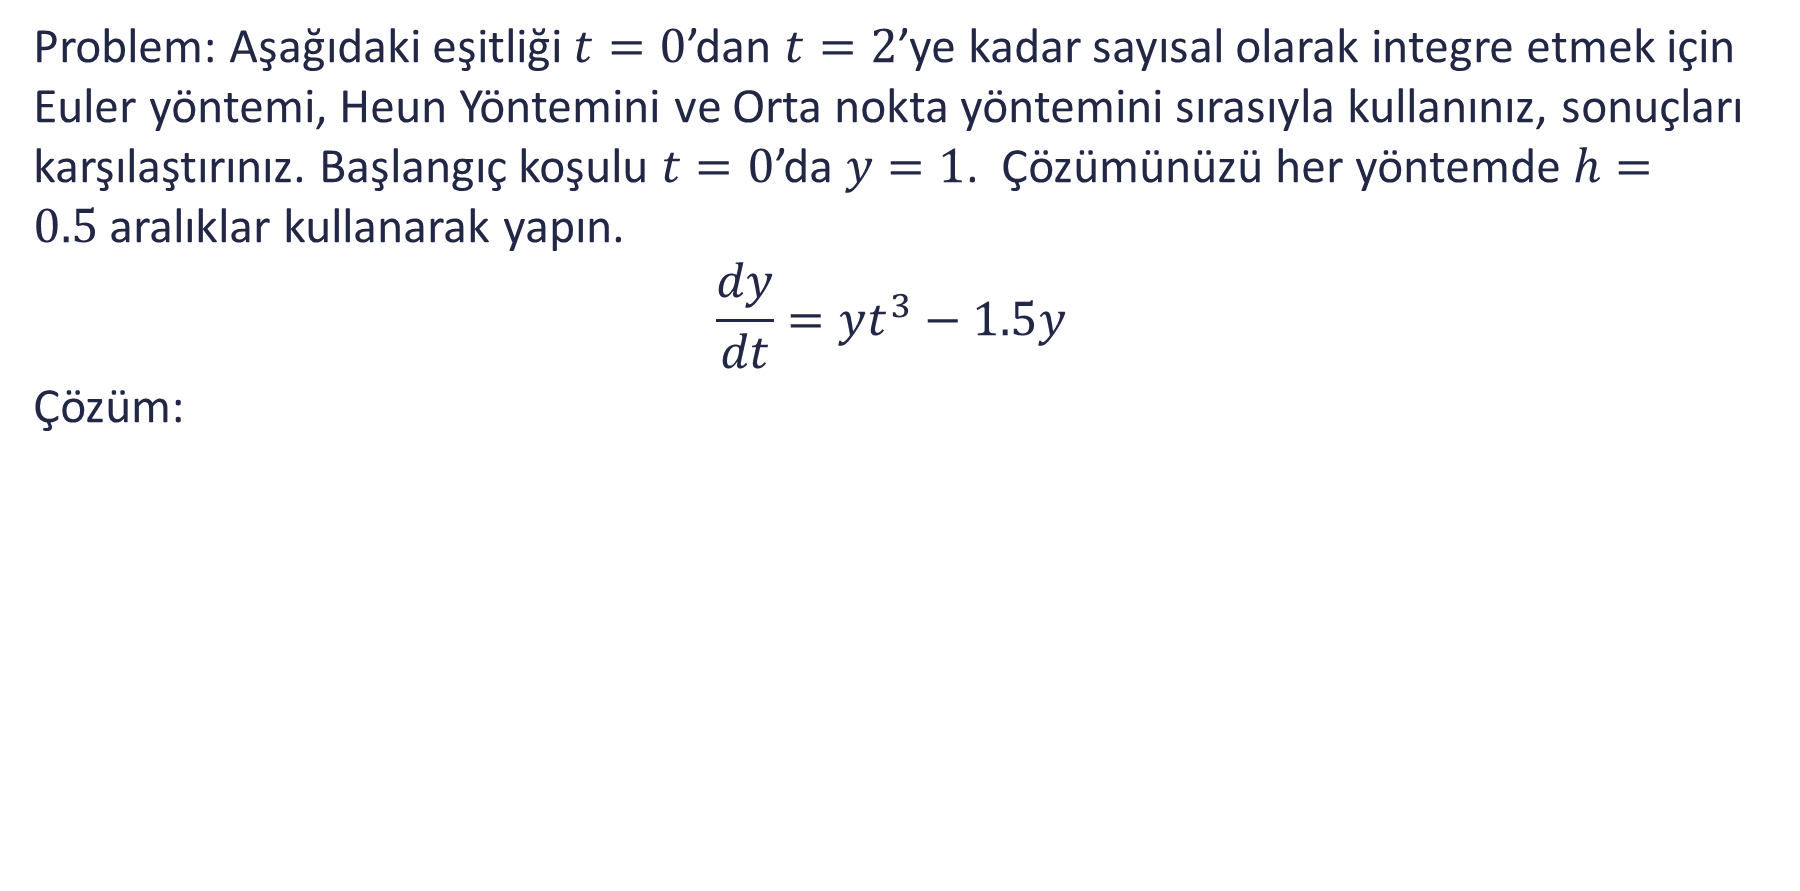 Problem: Aşağıdaki eşitliği t = 0’dan t = 2’ye kadar sayısal olarak integre etmek için
Euler yöntemi, Heun Yöntemini ve Orta nokta yöntemini sırasıyla kullanınız, sonuçları
karşılaştırınız. Başlangıç koşulu t = 0’da y = 1. Çözümünüzü her yöntemde h =
0.5 aralıklar kullanarak yapın.
dy/dt = yt³ − 1.5y
Çözüm: